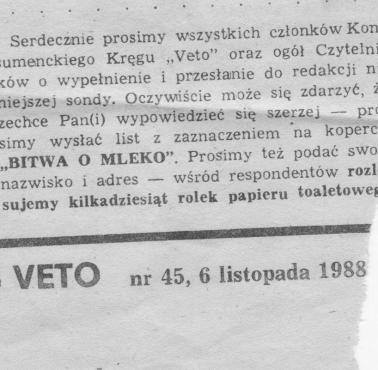 Serdecznie prosimy wszystkich członków Kon
sumenckiego Kręgu „Veto” oraz ogół Czytelni
ków o wypełnienie i przesłanie do redakcji n
niejszej sondy. Oczywiście może się zdarzyć, ż
zechce Pan(i) wypowiedzieć się szerzej — pro
simy wysłać list z zaznaczeniem na koperc
„BITWA O MLEKO”. Prosimy też podać swo
nazwisko i adres — wśród respondentów rozl
sujemy kilkadziesiąt rolek papieru toaletoweg
VETO nr 45, 6 listopada 1988